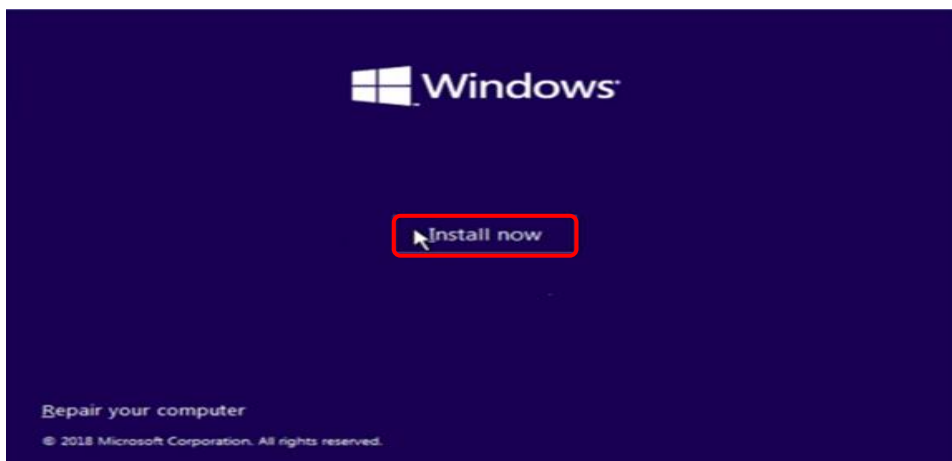 Windows
Install now
Repair your computer
© 2018 Microsoft Corporation. All rights reserved.